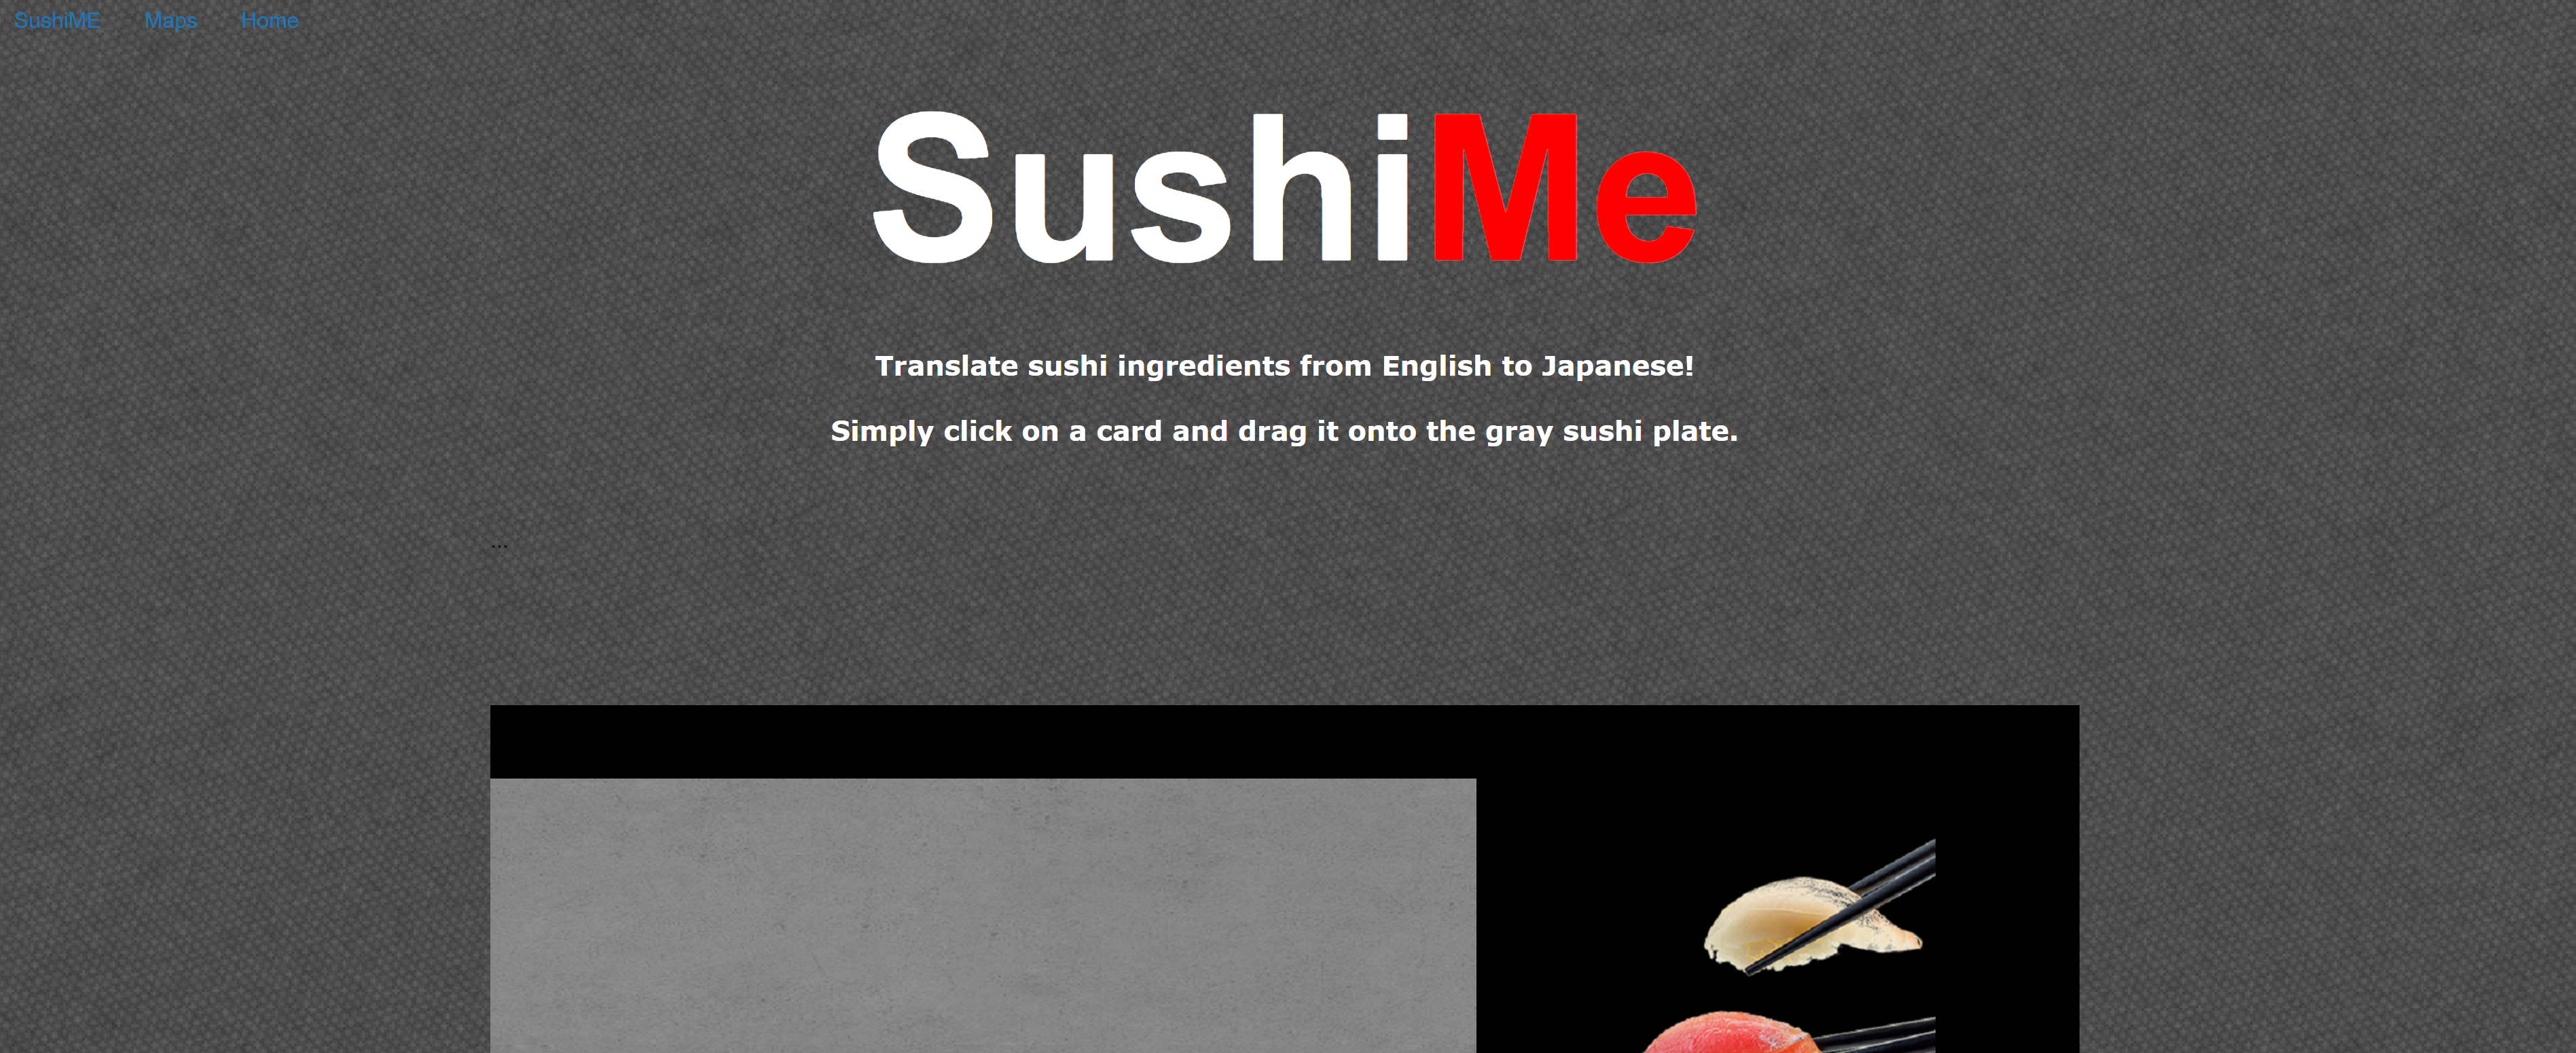 SushiME Maps Home
SushiMe
Translate sushi ingredients from English to Japanese!
Simply click on a card and drag it onto the gray sushi plate.
...